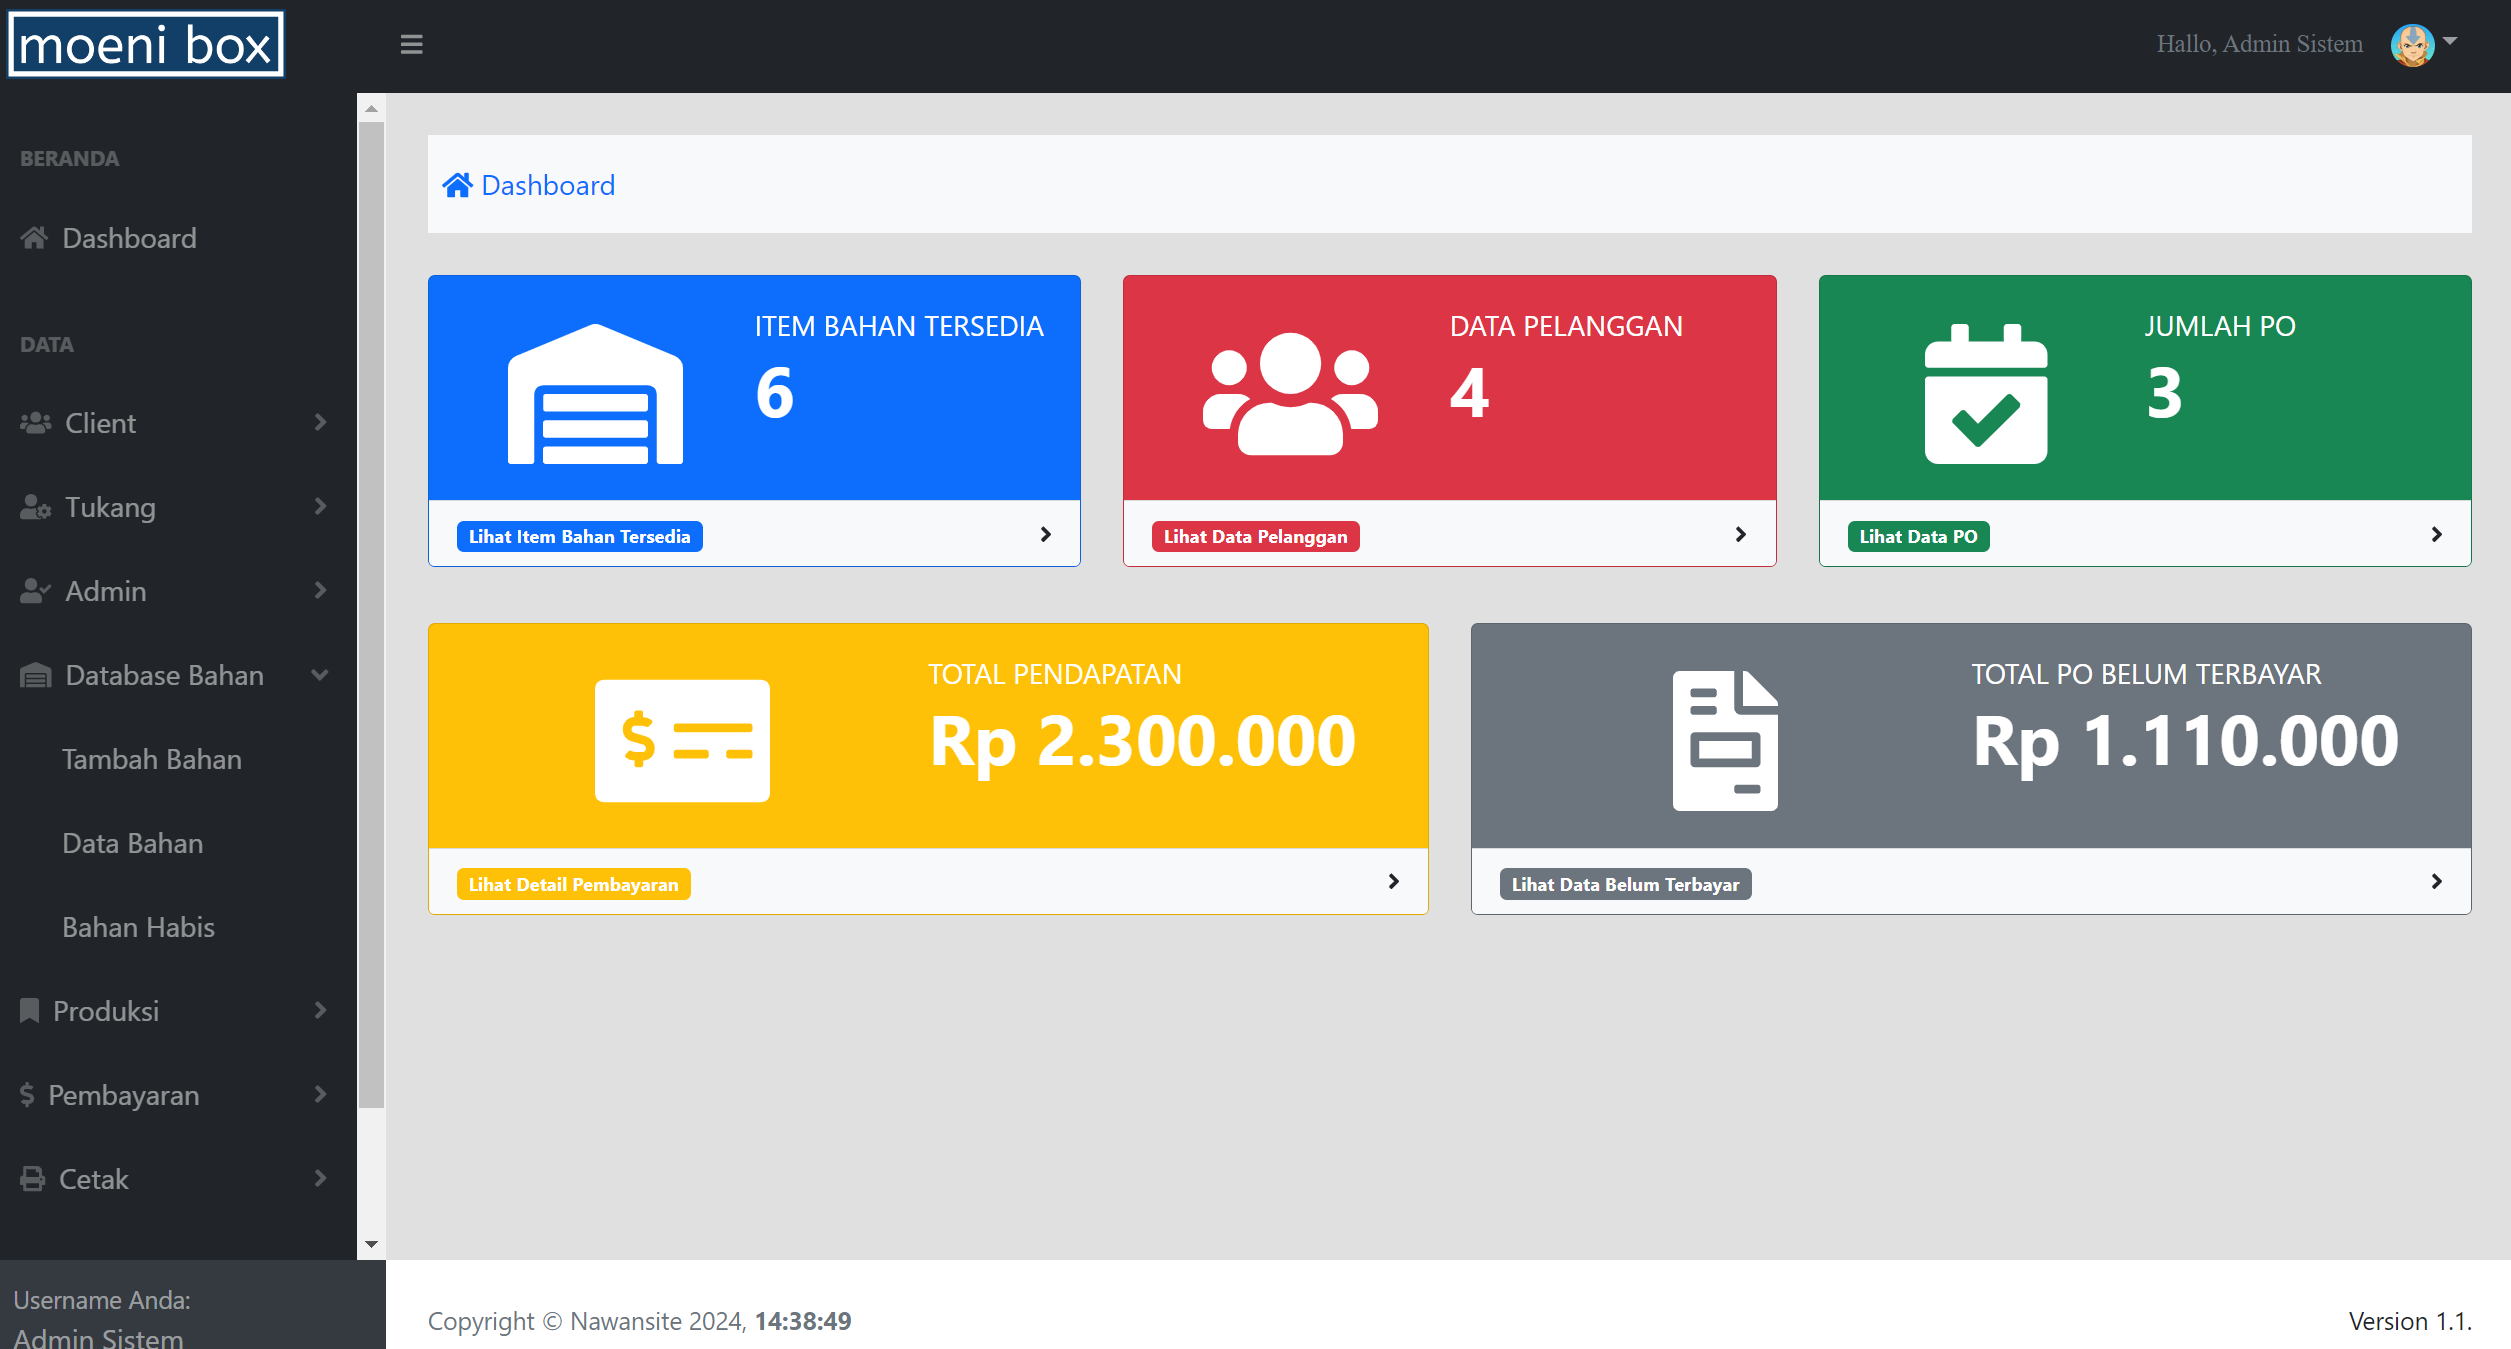 moeni box
Hallo, Admin Sistem
BERANDA
Dashboard
DATA
Client
Tukang
Admin
Database Bahan
Tambah Bahan
Data Bahan
Bahan Habis
Produksi
$ Pembayaran
Cetak
Username Anda:
Admin Sistem
Dashboard
ITEM BAHAN TERSEDIA
6
Lihat Item Bahan Tersedia
DATA PELANGGAN
4
Lihat Data Pelanggan
JUMLAH PO
3
Lihat Data PO
$
TOTAL PENDAPATAN
Rp 2.300.000
Lihat Detail Pembayaran
TOTAL PO BELUM TERBAYAR
Rp 1.110.000
Lihat Data Belum Terbayar
Copyright © Nawansite 2024, 14:38:49
Version 1.1.